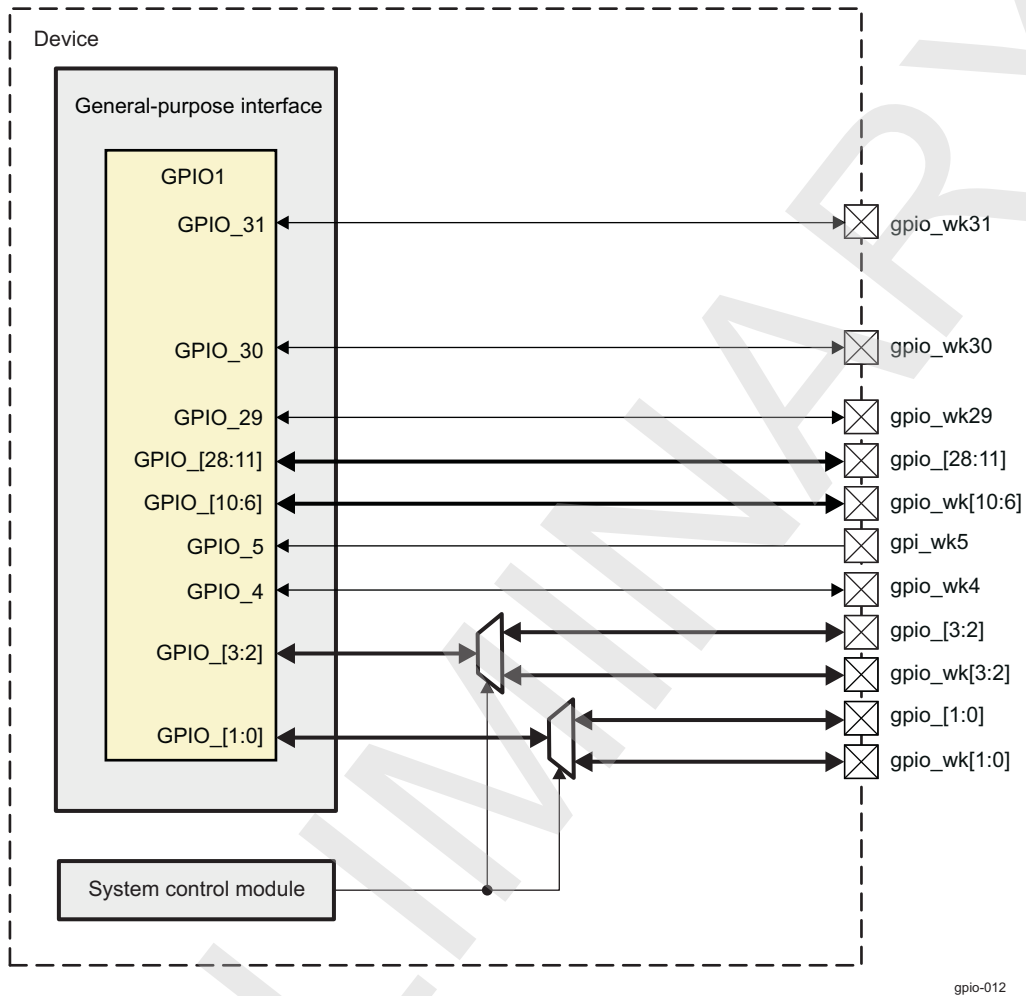 Device
General-purpose interface
GPIO1
GPIO_31 gpio_wk31
GPIO_30 gpio_wk30
GPIO_29 gpio_wk29
GPIO_[28:11] gpio_[28:11]
GPIO_[10:6] gpio_wk[10:6]
GPIO_5 gpi_wk5
GPIO_4 gpio_wk4
gpio_[3:2]
GPIO_[3:2] gpio_wk[3:2]
gpio_[1:0]
GPIO_[1:0] gpio_wk[1:0]
System control module
gpio-012
LIMINARY